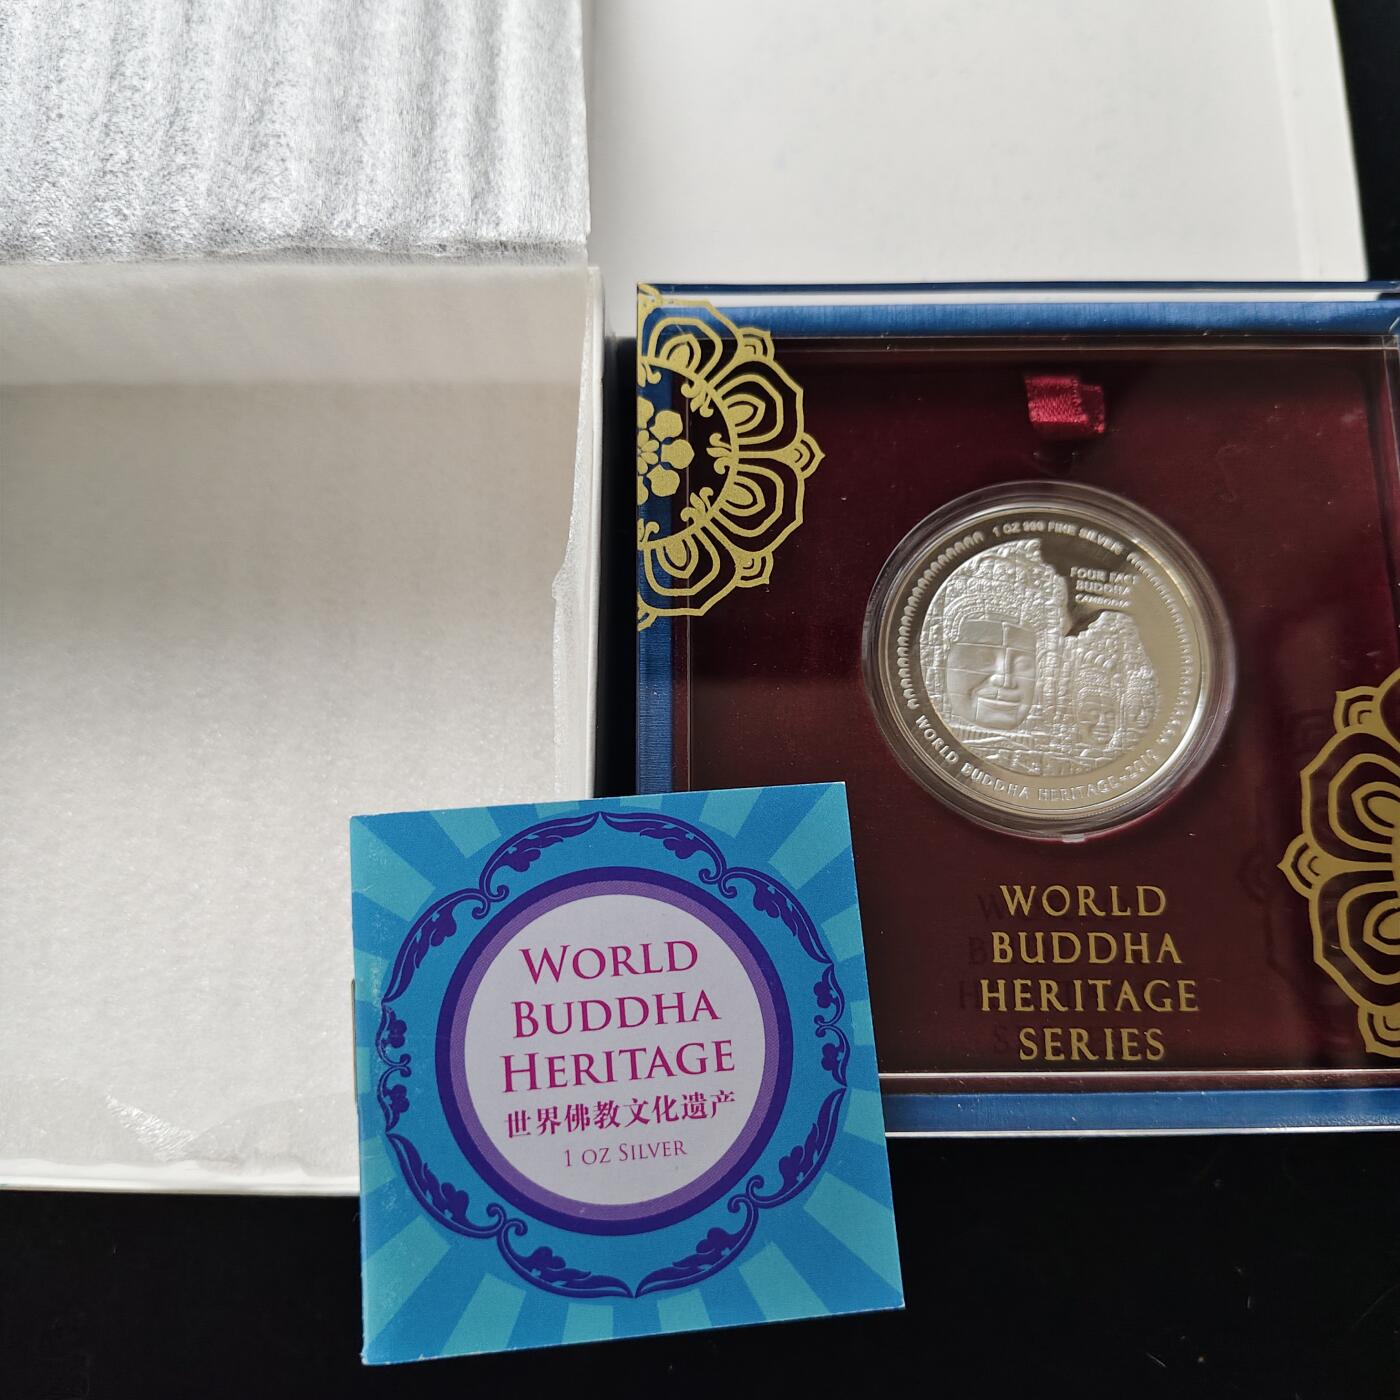 1 OZ 999 FINE SILVER
FOUR FACE
BUDDHA
CAMBODIA
WORLD BUDDHA HERITAGE • 2010
WORLD
BUDDHA
HERITAGE
SERIES
WORLD
BUDDHA
HERITAGE
世界佛教文化遗产
1 OZ SILVER